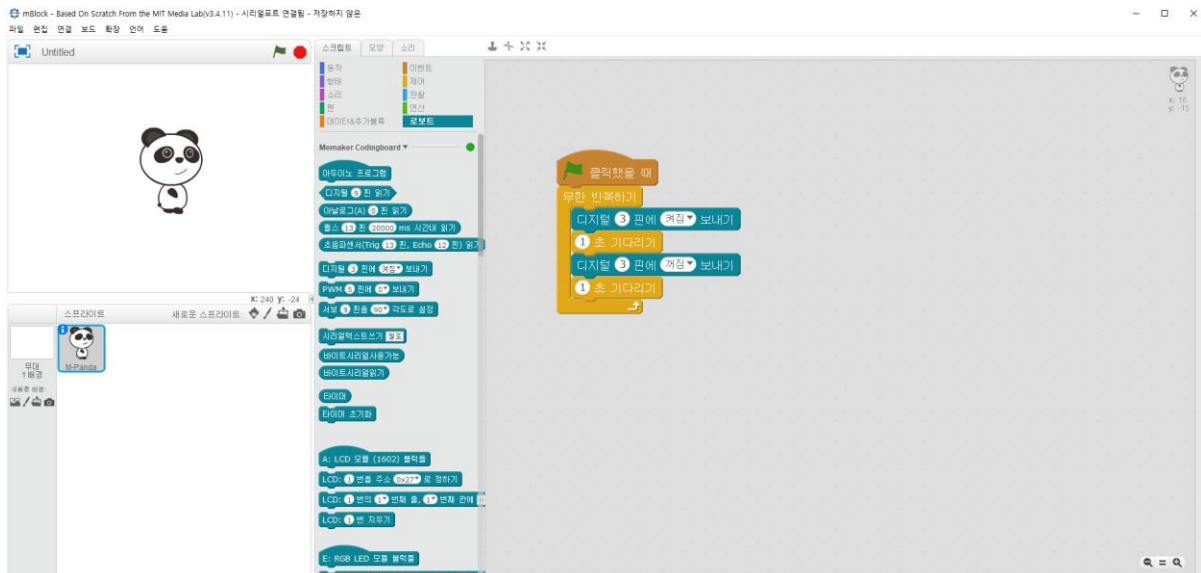 mBlock - Based On Scratch From the MIT Media Lab(v3.4.11) - 시리얼포트 연결됨 - 저장하지 않은
파일 편집 연결 보드 확장 언어 도움
Untitled
X: 240 y: -24
스프라이트 새로운 스프라이트:
M-Panda
무대
1 배경
새로운 배경:
스크립트 모양 소리
동작 이벤트
형태 제어
소리 관찰
펜 연산
데이터&추가블록 로보트
Memaker Codingboard
아두이노 프로그램
디지털 9 핀 읽기
아날로그(A) 0 핀 읽기
펄스 13 핀 20000 ms 시간내 읽기
초음파센서(Trig 13 핀, Echo 12 핀) 읽기
디지털 3 핀에 켜짐 보내기
PWM 5 핀에 0 보내기
서보 9 핀을 90 각도로 설정
시리얼텍스트쓰기 월토
바이트시리얼사용가능
바이트시리얼읽기
타이머
타이머 초기화
A: LCD 모듈 (1602) 블럭들
LCD: 1 번을 주소 0x27 로 정하기
LCD: 1 번의 1 번째 줄, 1 번째 칸에
LCD: 1 번 지우기
E: RGB LED 모듈 블럭들
클릭했을 때
무한 반복하기
디지털 3 핀에 켜짐 보내기
1 초 기다리기
디지털 3 핀에 꺼짐 보내기
1 초 기다리기
x: 16
y: -15